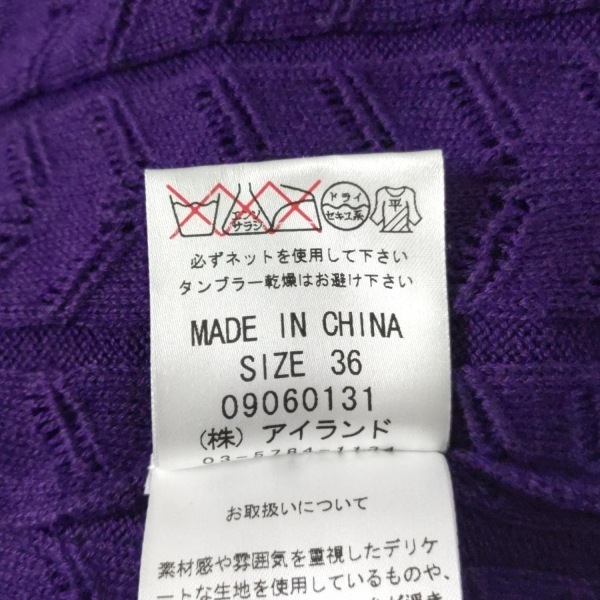 エンソ サラシ
ドライ セキユ系
平
必ずネットを使用して下さい
タンブラー乾燥はお避け下さい
MADE IN CHINA
SIZE 36
09060131
(株) アイランド
03-5784-1124
お取扱いについて
素材感や雰囲気を重視したデリケ
ートな生地を使用しているものや、